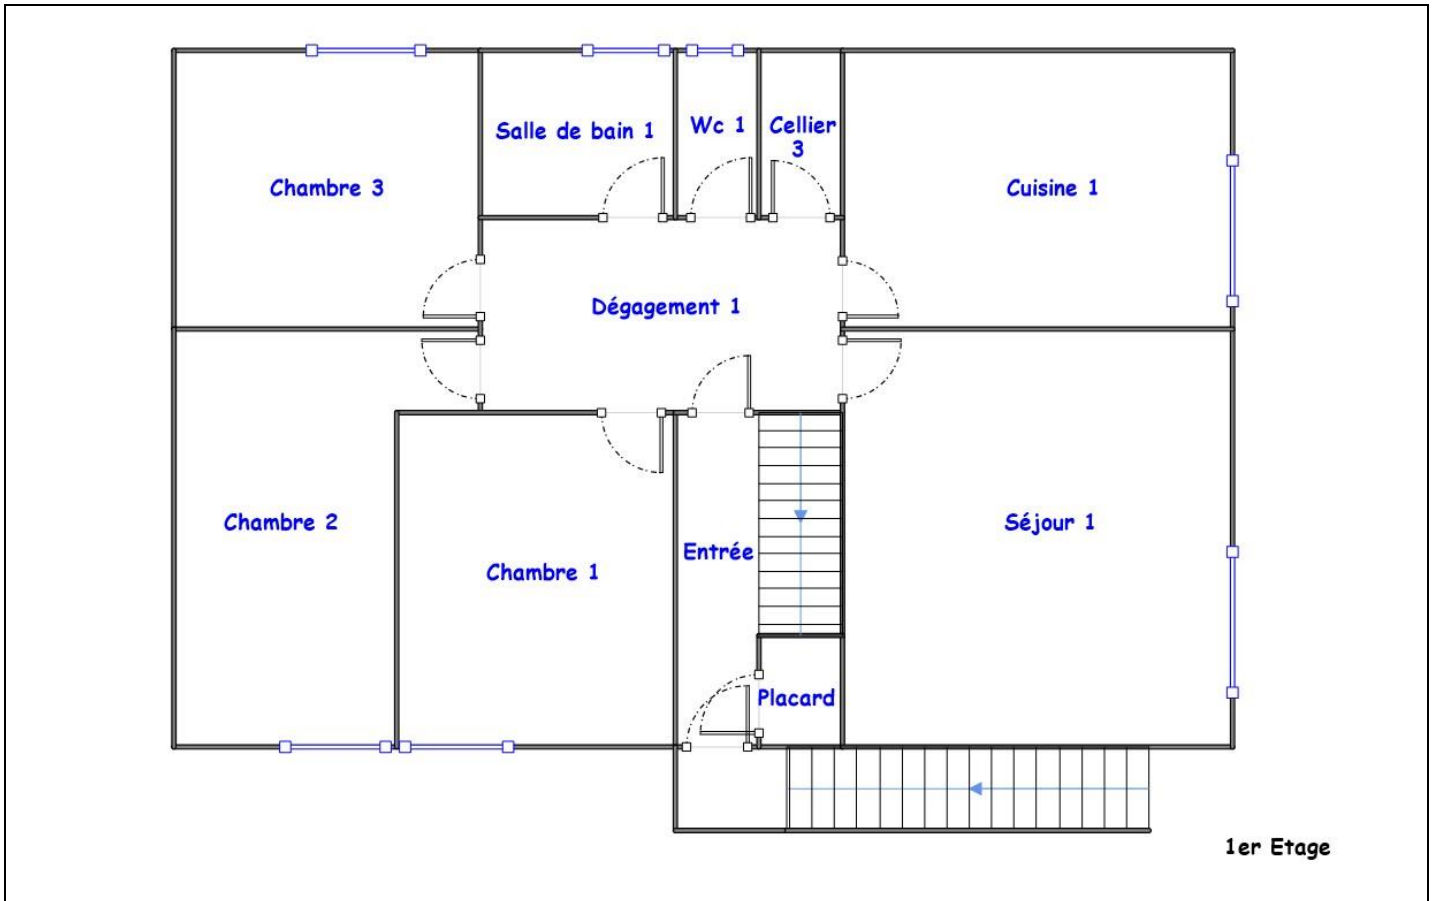 Salle de bain 1
Wc 1
Cellier
3
Chambre 3
Cuisine 1
Dégagement 1
Chambre 2
Séjour 1
Entrée
Chambre 1
Placard
1er Etage